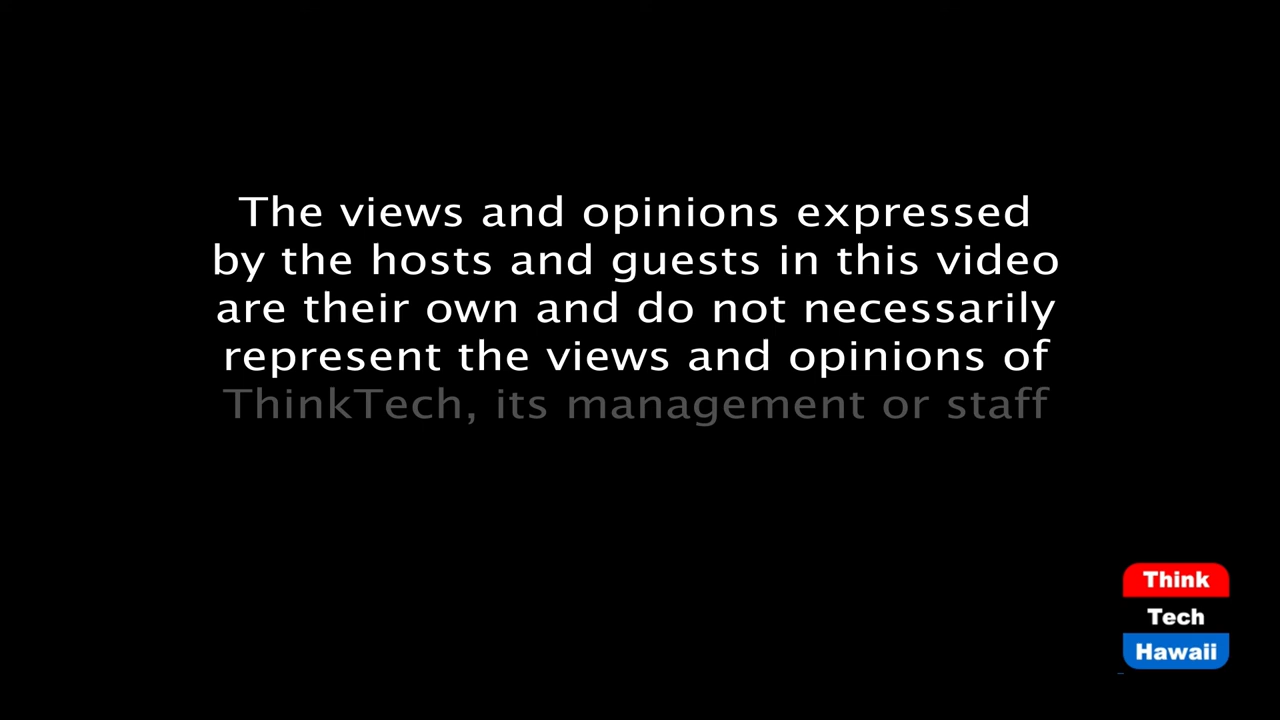 The views and opinions expressed
by the hosts and guests in this video
are their own and do not necessarily
represent the views and opinions of
ThinkTech, its management or staff
Think
Tech
Hawaii